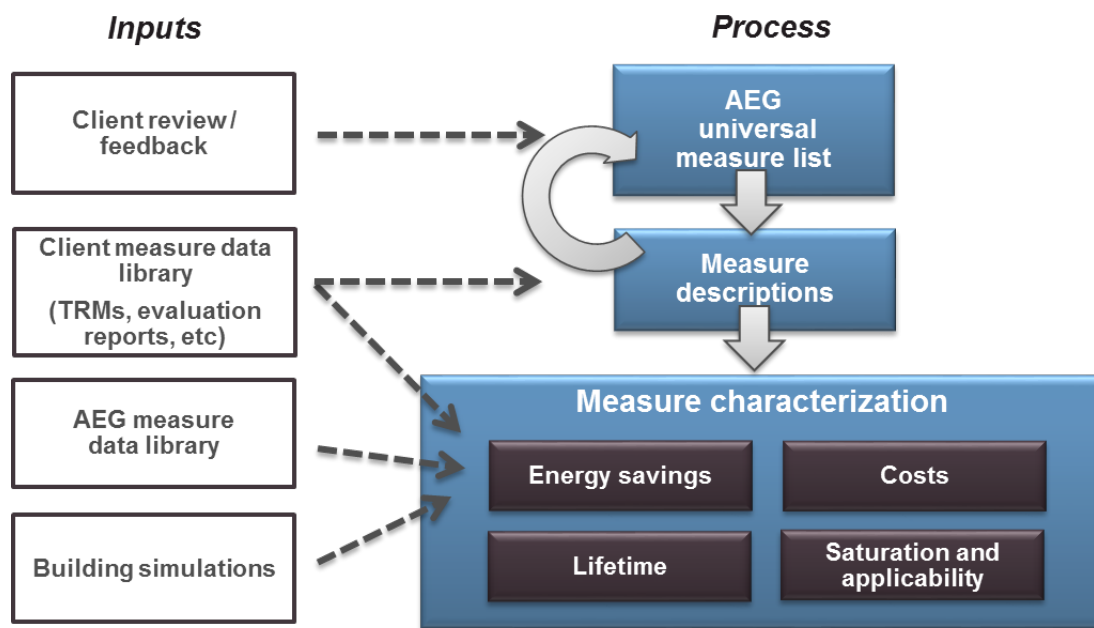 Inputs
Process
Client review /
feedback
AEG
universal
measure list
Client measure data
library
(TRMs, evaluation
reports, etc)
Measure
descriptions
AEG measure
data library
Measure characterization
Energy savings
Costs
Building simulations
Lifetime
Saturation and
applicability